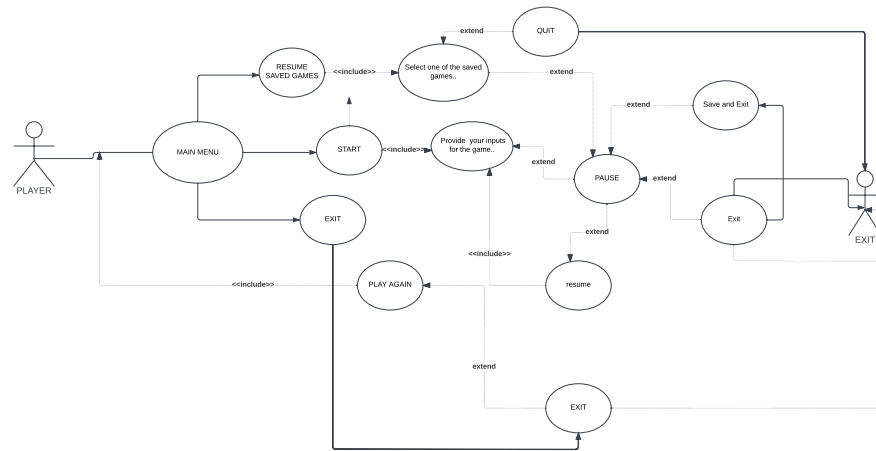 QUIT
extend
RESUME
SAVED GAMES
<<include>>
Select one of the saved
games..
extend
Save and Exit
extend
PLAYER
MAIN MENU
START
<<include>>
Provide your inputs
for the game..
extend
PAUSE
extend
Exit
EXIT
EXIT
extend
<<include>>
<<include>>
PLAY AGAIN
resume
extend
EXIT